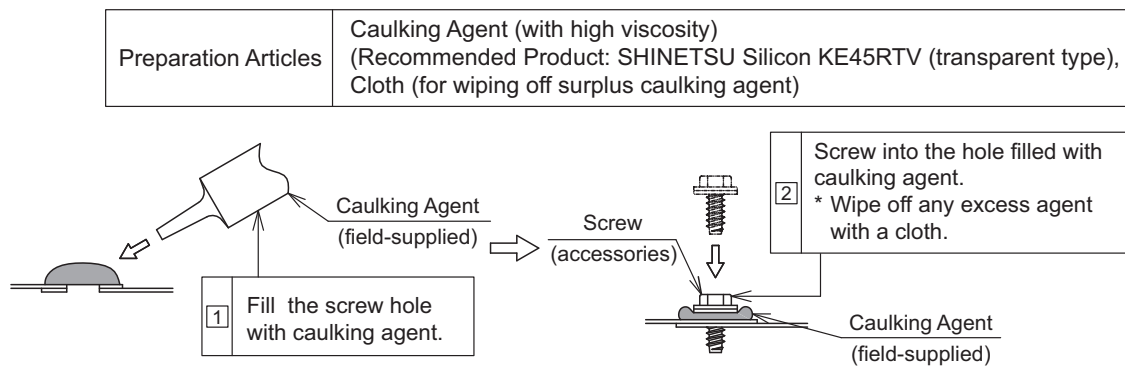 Preparation Articles
Caulking Agent (with high viscosity)
(Recommended Product: SHINETSU Silicon KE45RTV (transparent type),
Cloth (for wiping off surplus caulking agent)
Caulking Agent
(field-supplied)
1
Fill the screw hole
with caulking agent.
Screw
(accessories)
2
Screw into the hole filled with
caulking agent.
* Wipe off any excess agent
with a cloth.
Caulking Agent
(field-supplied)